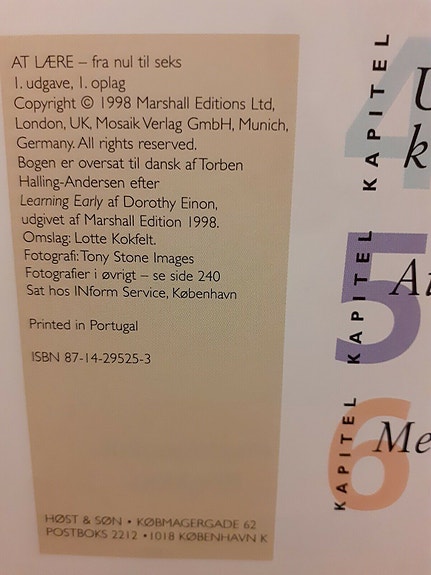 AT LÆRE – fra nul til seks
1. udgave, 1. oplag
Copyright © 1998 Marshall Editions Ltd,
London, UK, Mosaik Verlag GmbH, Munich,
Germany. All rights reserved.
Bogen er oversat til dansk af Torben
Halling-Andersen efter
Learning Early af Dorothy Einon,
udgivet af Marshall Edition 1998.
Omslag: Lotte Kokfelt.
Fotografi: Tony Stone Images
Fotografier i øvrigt – se side 240
Sat hos INform Service, København
Printed in Portugal
ISBN 87-14-29525-3
HØST & SØN • KØBMAGERGADE 62
POSTBOKS 2212 • 1018 KØBENHAVN K
KAPITEL 4
KAPITEL 5
KAPITEL 6